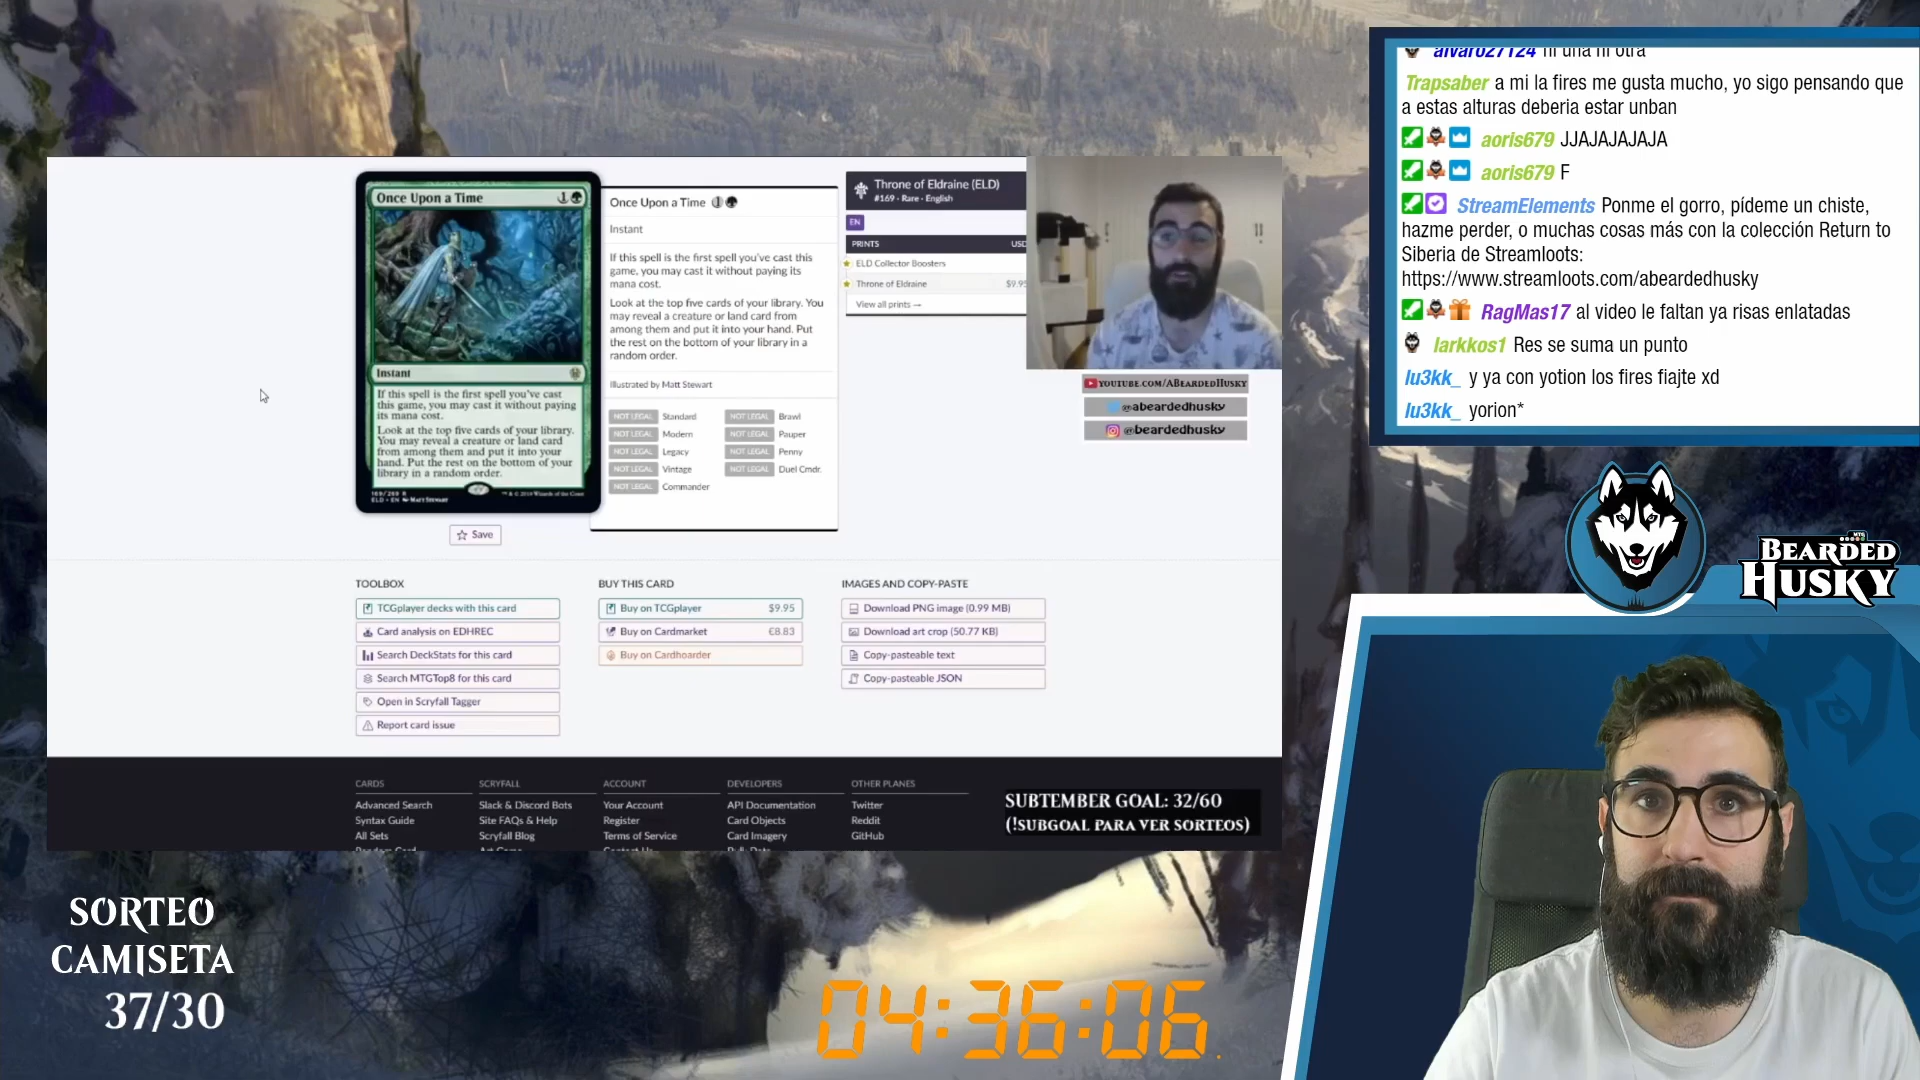 Once Upon a Time
Instant
If this spell is the first spell you've cast
this game, you may cast it without paying
its mana cost.
Look at the top five cards of your library.
You may reveal a creature or land card
from among them and put it into your
hand. Put the rest on the bottom of your
library in a random order.
169/269 R
ELD • EN MATT STEWART
Save
Once Upon a Time
Instant
If this spell is the first spell you've cast this
game, you may cast it without paying its
mana cost.
Look at the top five cards of your library. You
may reveal a creature or land card from
among them and put it into your hand. Put
the rest on the bottom of your library in a
random order.
Illustrated by Matt Stewart
NOT LEGAL Standard NOT LEGAL Brawl
NOT LEGAL Modern NOT LEGAL Pauper
NOT LEGAL Legacy NOT LEGAL Penny
NOT LEGAL Vintage NOT LEGAL Duel Cmdr.
NOT LEGAL Commander
Throne of Eldraine (ELD)
#169 · Rare · English
EN
PRINTS USD
ELD Collector Boosters
Throne of Eldraine $9.95
View all prints →
YOUTUBE.COM/ABEARDEDHUSKY
@abeardedhusky
@beardedhusky
TOOLBOX
TCGplayer decks with this card
Card analysis on EDHREC
Search DeckStats for this card
Search MTGTop8 for this card
Open in Scryfall Tagger
Report card issue
BUY THIS CARD
Buy on TCGplayer $9.95
Buy on Cardmarket €8.83
Buy on Cardhoarder
IMAGES AND COPY-PASTE
Download PNG image (0.99 MB)
Download art crop (50.77 KB)
Copy-pasteable text
Copy-pasteable JSON
CARDS
Advanced Search
Syntax Guide
All Sets
SCRYFALL
Slack & Discord Bots
Site FAQs & Help
Scryfall Blog
ACCOUNT
Your Account
Register
Terms of Service
DEVELOPERS
API Documentation
Card Objects
Card Imagery
OTHER PLANES
Twitter
Reddit
GitHub
SUBTEMBER GOAL: 32/60
(!SUBGOAL PARA VER SORTEOS)
alvaro27124 ni una ni otra
Trapsaber a mi la fires me gusta mucho, yo sigo pensando que
a estas alturas deberia estar unban
aoris679 JJAJAJAJAJA
aoris679 F
StreamElements Ponme el gorro, pídeme un chiste,
hazme perder, o muchas cosas más con la colección Return to
Siberia de Streamloots:
https://www.streamloots.com/abeardedhusky
RagMas17 al video le faltan ya risas enlatadas
larkkos1 Res se suma un punto
lu3kk_ y ya con yotion los fires fiajte xd
lu3kk_ yorion*
MTG
BEARDED
HUSKY
SORTEO
CAMISETA
37/30
04:36:06